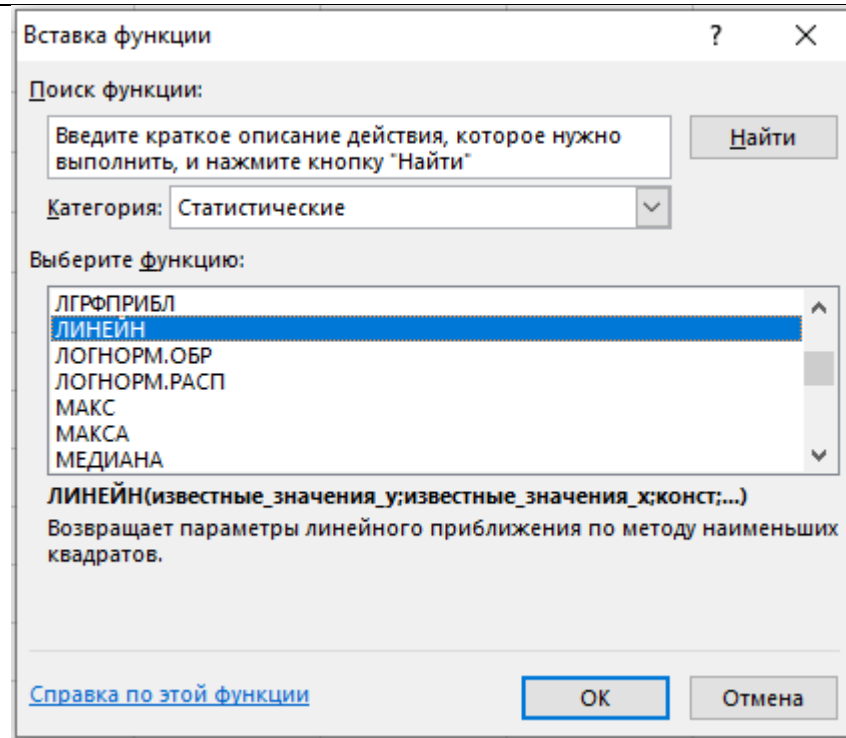 Вставка функции
?
Поиск функции:
Введите краткое описание действия, которое нужно
выполнить, и нажмите кнопку "Найти"
Найти
Категория: Статистические
Выберите функцию:
ЛГРФПРИБЛ
ЛИНЕЙН
ЛОГНОРМ.ОБР
ЛОГНОРМ.РАСП
МАКС
МАКСА
МЕДИАНА
ЛИНЕЙН(известные_значения_y;известные_значения_x;конст;...)
Возвращает параметры линейного приближения по методу наименьших
квадратов.
Справка по этой функции
ОК
Отмена